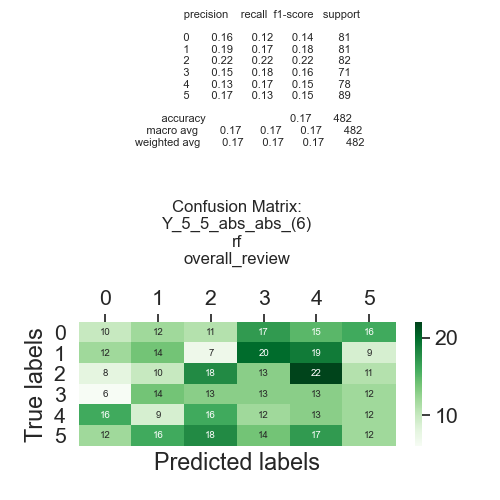 precision recall f1-score support
0 0.16 0.12 0.14 81
1 0.19 0.17 0.18 81
2 0.22 0.22 0.22 82
3 0.15 0.18 0.16 71
4 0.13 0.17 0.15 78
5 0.17 0.13 0.15 89
accuracy 0.17 482
macro avg 0.17 0.17 0.17 482
weighted avg 0.17 0.17 0.17 482
Confusion Matrix:
Y_5_5_abs_abs_(6)
rf
overall_review
0 1 2 3 4 5
0 10 12 11 17 15 16
1 12 14 7 20 19 9
2 8 10 18 13 22 11
3 6 14 13 13 13 12
4 16 9 16 12 13 12
5 12 16 18 14 17 12
True labels
Predicted labels
20
10